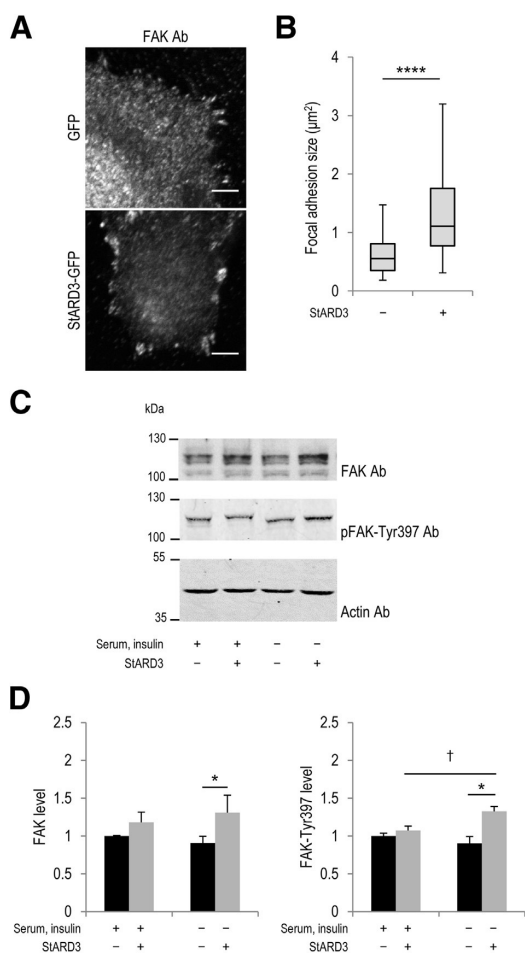 A
FAK Ab
GFP
StARD3-GFP
B
Focal adhesion size (µm²)
4
3
2
1
0
****
StARD3 – +
C
kDa
130
100
FAK Ab
130
100
pFAK-Tyr397 Ab
55
35
Actin Ab
Serum, insulin + + – –
StARD3 – + – +
D
FAK level
2.5
2
1.5
1
0.5
0
*
Serum, insulin + + – –
StARD3 – + – +
FAK-Tyr397 level
2.5
2
1.5
1
0.5
0
†
*
Serum, insulin + + – –
StARD3 – + – +